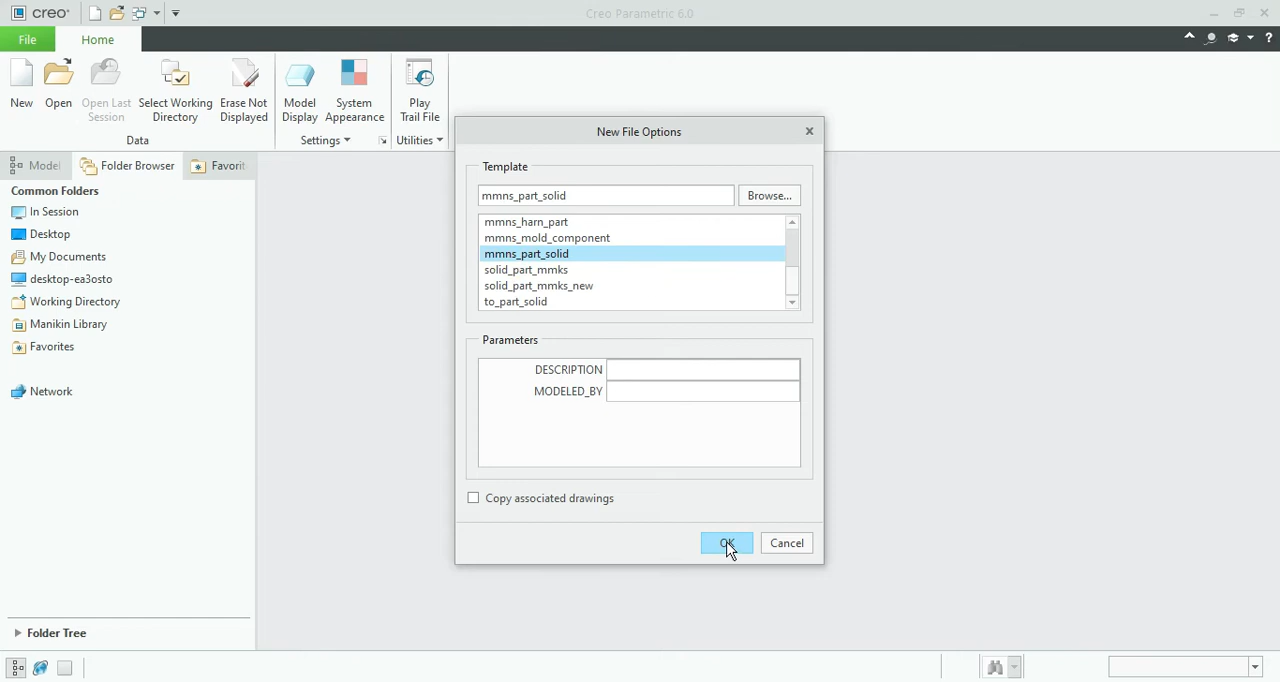 creo®
Creo Parametric 6.0
File
Home
New
Open
Open Last Session
Select Working Directory
Erase Not Displayed
Model Display
System Appearance
Play Trail File
Data
Settings
Utilities
Model
Folder Browser
Favorit
Common Folders
In Session
Desktop
My Documents
desktop-ea3osto
Working Directory
Manikin Library
Favorites
Network
Folder Tree
New File Options
Template
mmns_part_solid
Browse...
mmns_harn_part
mmns_mold_component
mmns_part_solid
solid_part_mmks
solid_part_mmks_new
to_part_solid
Parameters
DESCRIPTION
MODELED_BY
Copy associated drawings
OK
Cancel